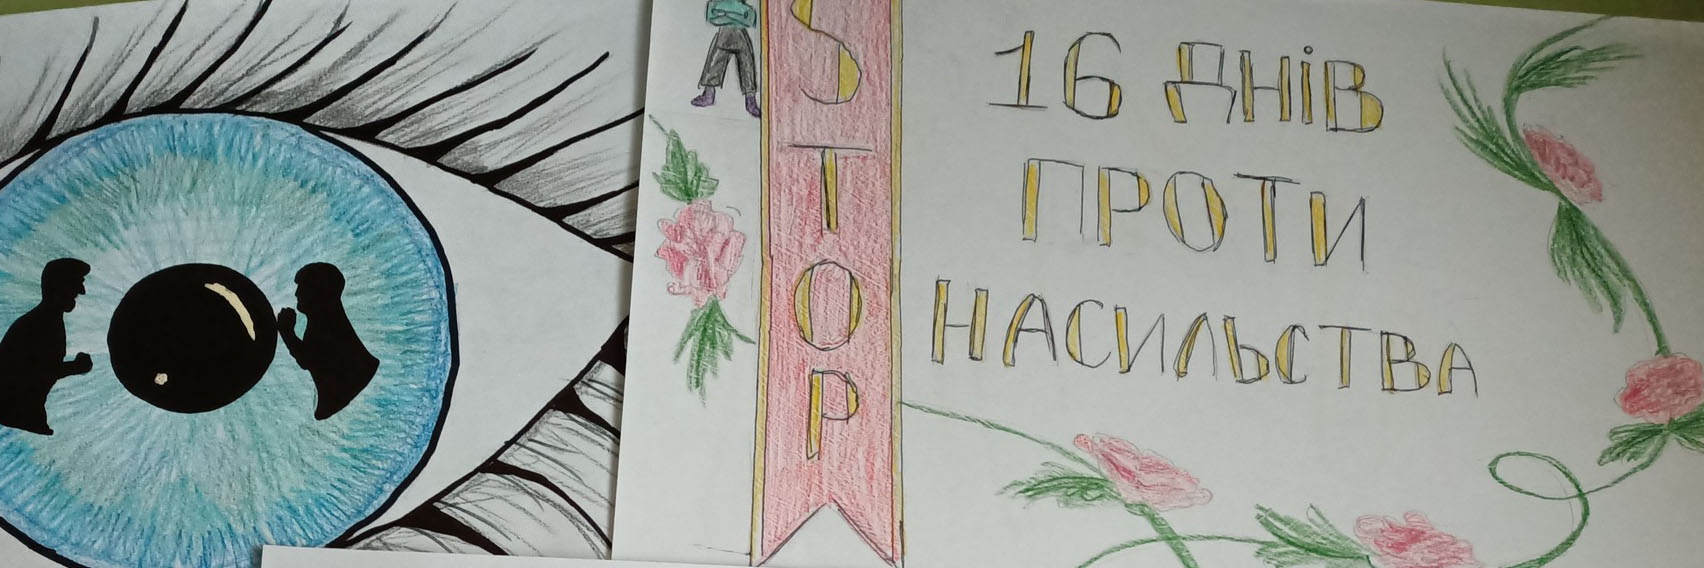 STOP
16 ДНІВ
ПРОТИ
НАСИЛЬСТВА